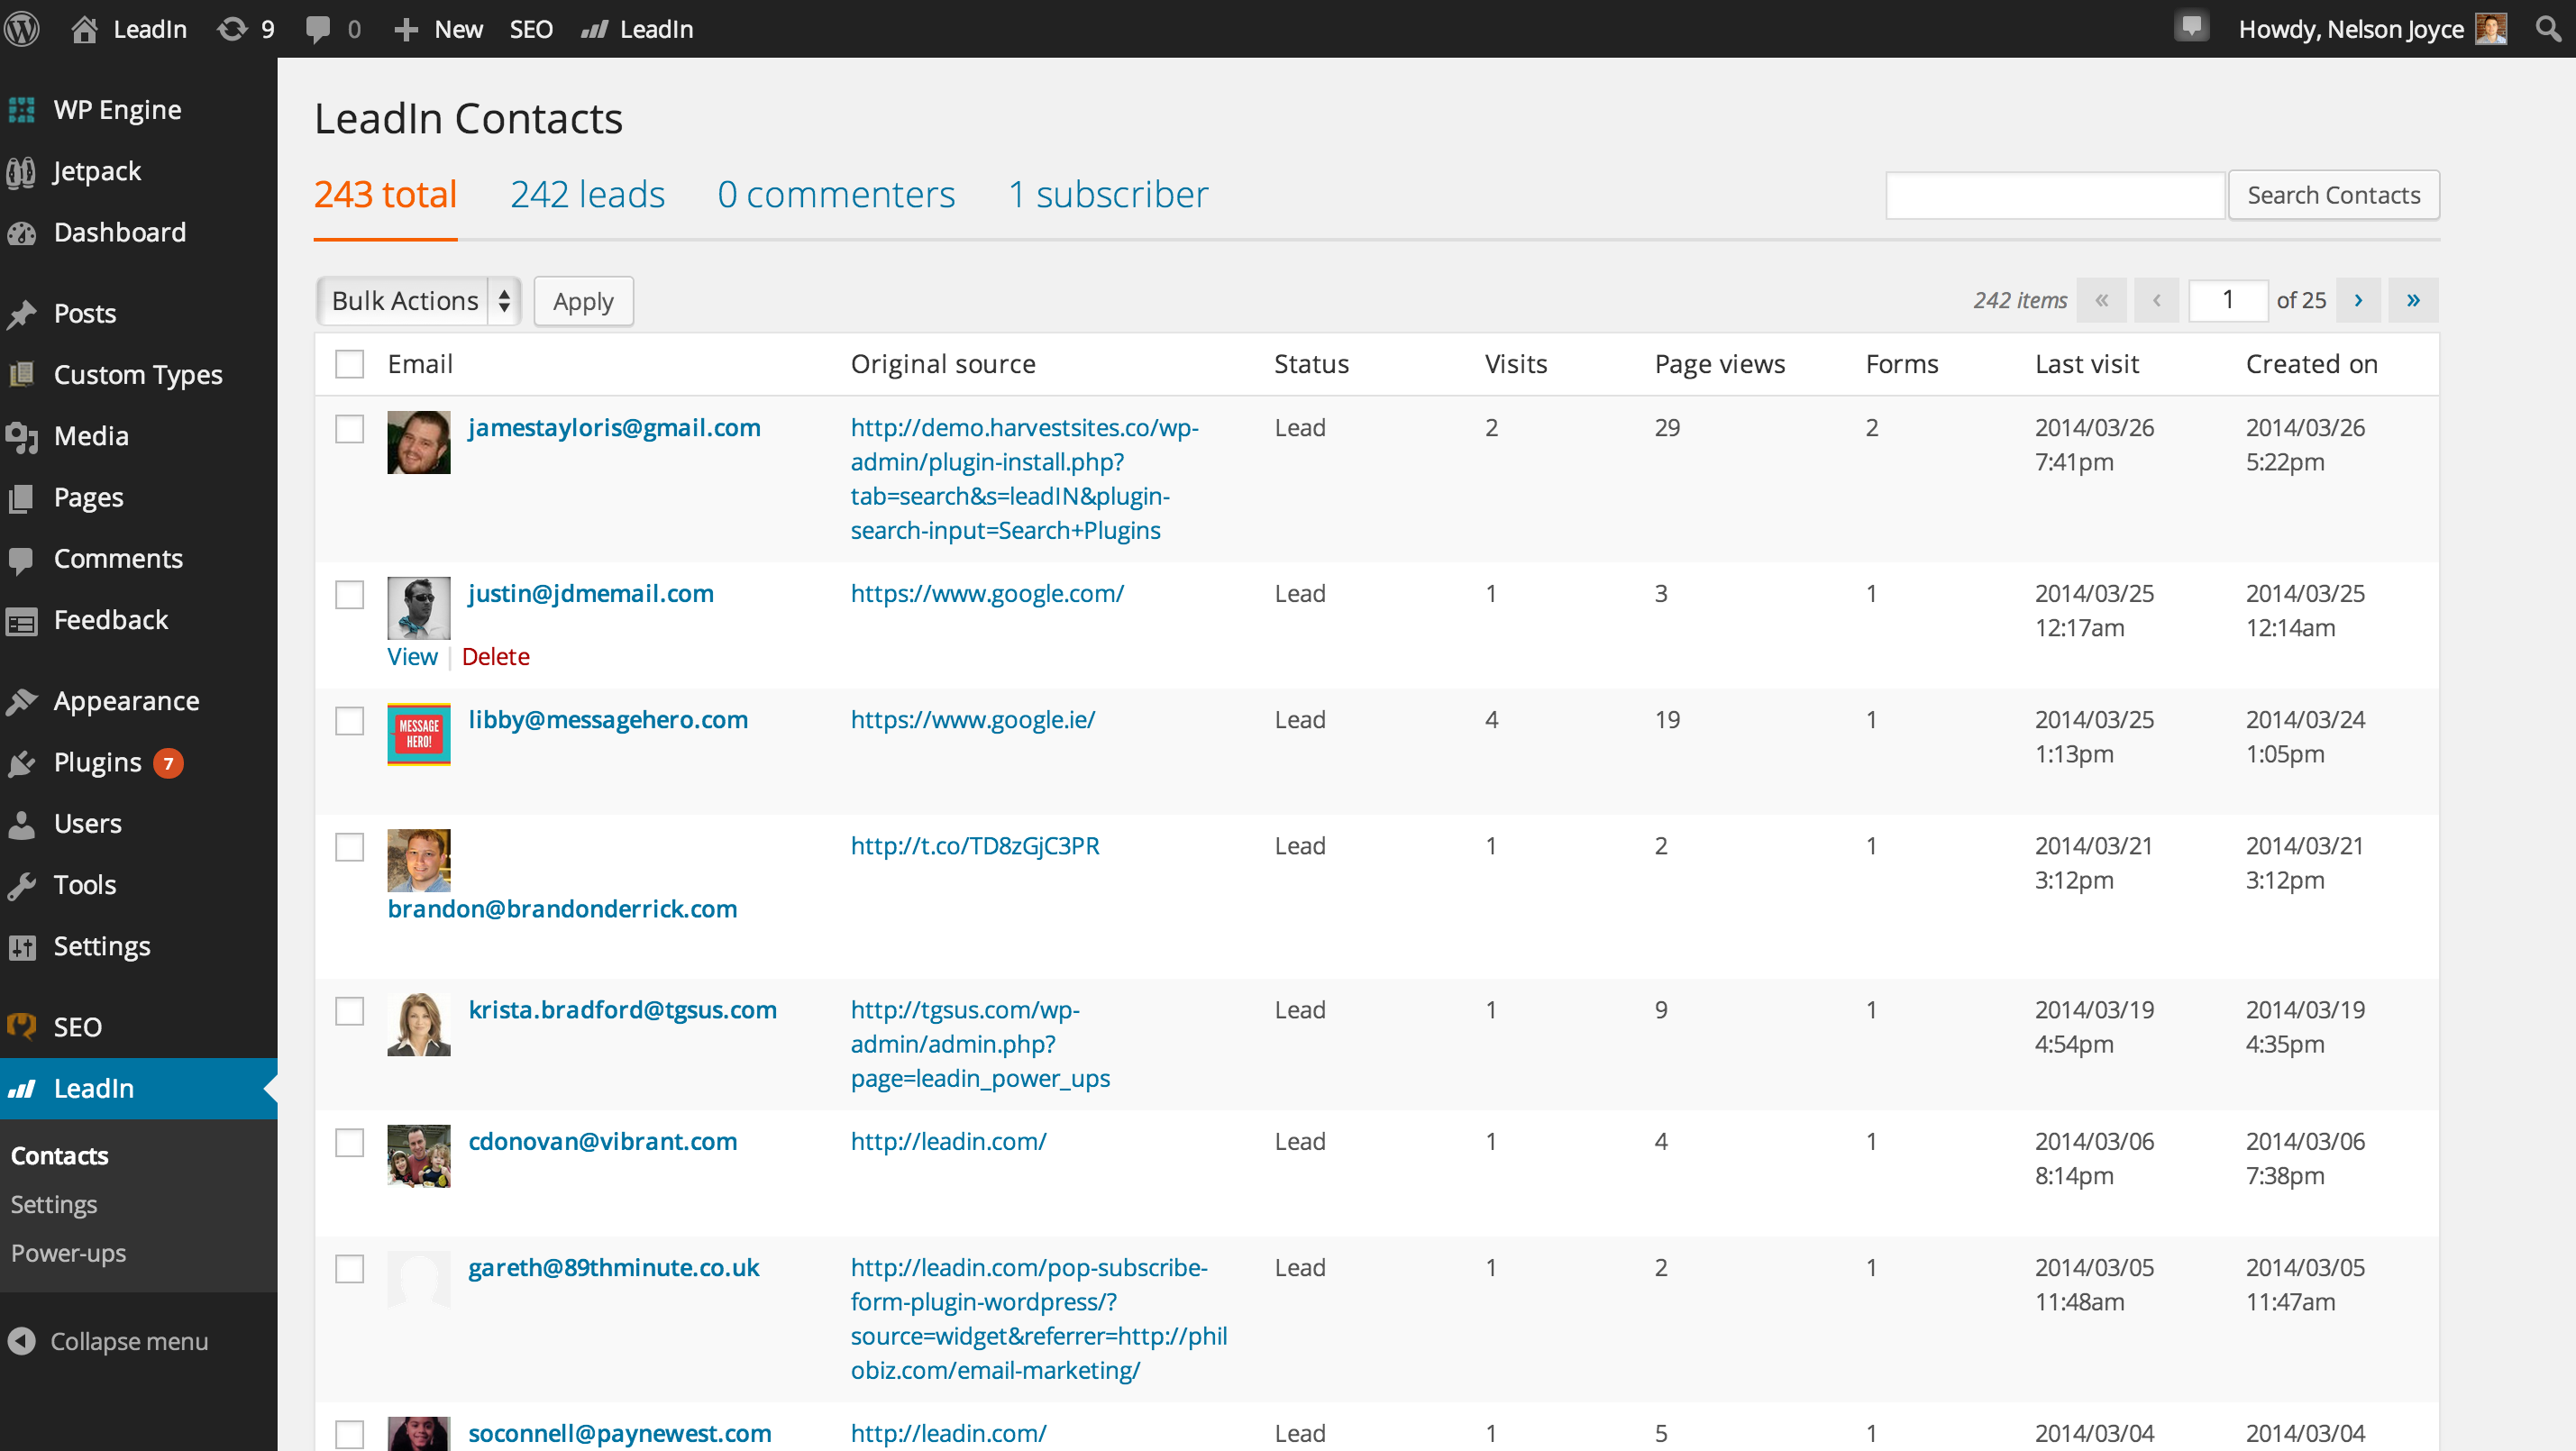 LeadIn 9 0 New SEO LeadIn Howdy, Nelson Joyce
WP Engine
Jetpack
Dashboard
Posts
Custom Types
Media
Pages
Comments
Feedback
Appearance
Plugins 7
Users
Tools
Settings
SEO
LeadIn
Contacts
Settings
Power-ups
Collapse menu
LeadIn Contacts
243 total 242 leads 0 commenters 1 subscriber Search Contacts
Bulk Actions Apply 242 items « ‹ 1 of 25 › »
Email Original source Status Visits Page views Forms Last visit Created on
jamestayloris@gmail.com http://demo.harvestsites.co/wp- Lead 2 29 2 2014/03/26 2014/03/26
admin/plugin-install.php? 7:41pm 5:22pm
tab=search&s=leadIN&plugin-
search-input=Search+Plugins
justin@jdmemail.com https://www.google.com/ Lead 1 3 1 2014/03/25 2014/03/25
12:17am 12:14am
View | Delete
libby@messagehero.com https://www.google.ie/ Lead 4 19 1 2014/03/25 2014/03/24
MESSAGE
HERO!
1:13pm 1:05pm
http://t.co/TD8zGjC3PR Lead 1 2 1 2014/03/21 2014/03/21
3:12pm 3:12pm
brandon@brandonderrick.com
krista.bradford@tgsus.com http://tgsus.com/wp- Lead 1 9 1 2014/03/19 2014/03/19
admin/admin.php? 4:54pm 4:35pm
page=leadin_power_ups
cdonovan@vibrant.com http://leadin.com/ Lead 1 4 1 2014/03/06 2014/03/06
8:14pm 7:38pm
gareth@89thminute.co.uk http://leadin.com/pop-subscribe- Lead 1 2 1 2014/03/05 2014/03/05
form-plugin-wordpress/? 11:48am 11:47am
source=widget&referrer=http://phil
obiz.com/email-marketing/
soconnell@paynewest.com http://leadin.com/ Lead 1 5 1 2014/03/04 2014/03/04